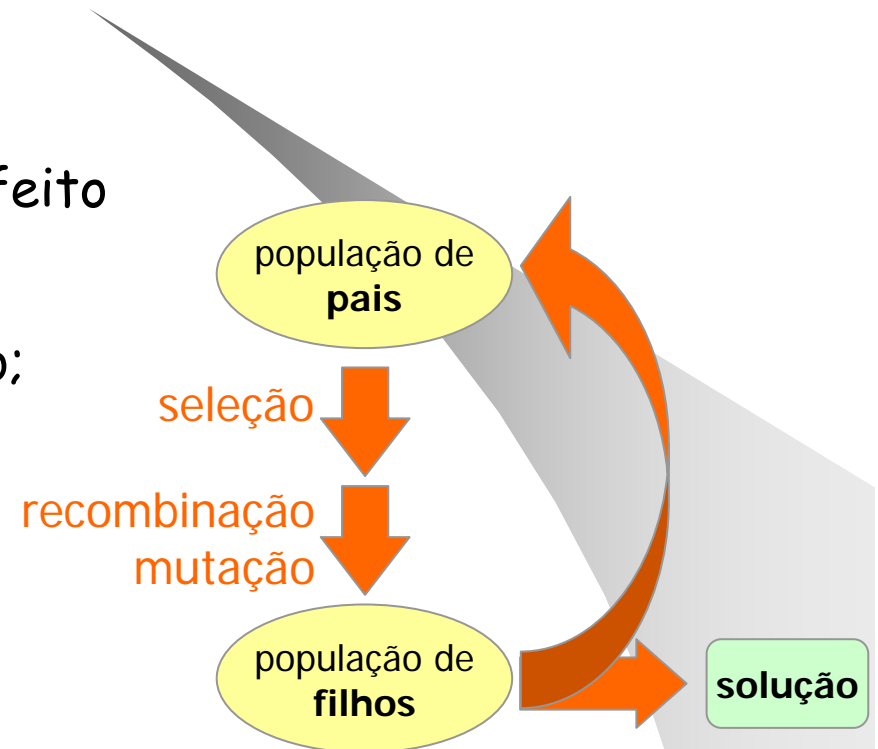 feito
população de
pais
o;
seleção
recombinação
mutação
população de
filhos
solução